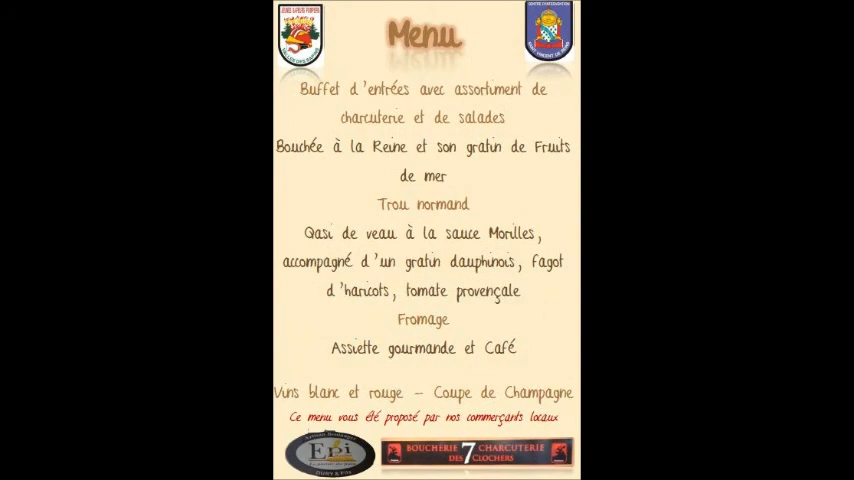 Menu
Buffet d'entrées avec assortiment de
charcuterie et de salades
Bouchée à la Reine et son gratin de Fruits
de mer
Trou normand
Qasi de veau à la sauce Morilles,
accompagné d'un gratin dauphinois, fagot
d'haricots, tomate provençale
Fromage
Assiette gourmande et Café
Vins blanc et rouge – Coupe de Champagne
Ce menu vous été proposé par nos commerçants locaux
Epi
BOUCHERIE 7 CHARCUTERIE
DES CLOCHERS